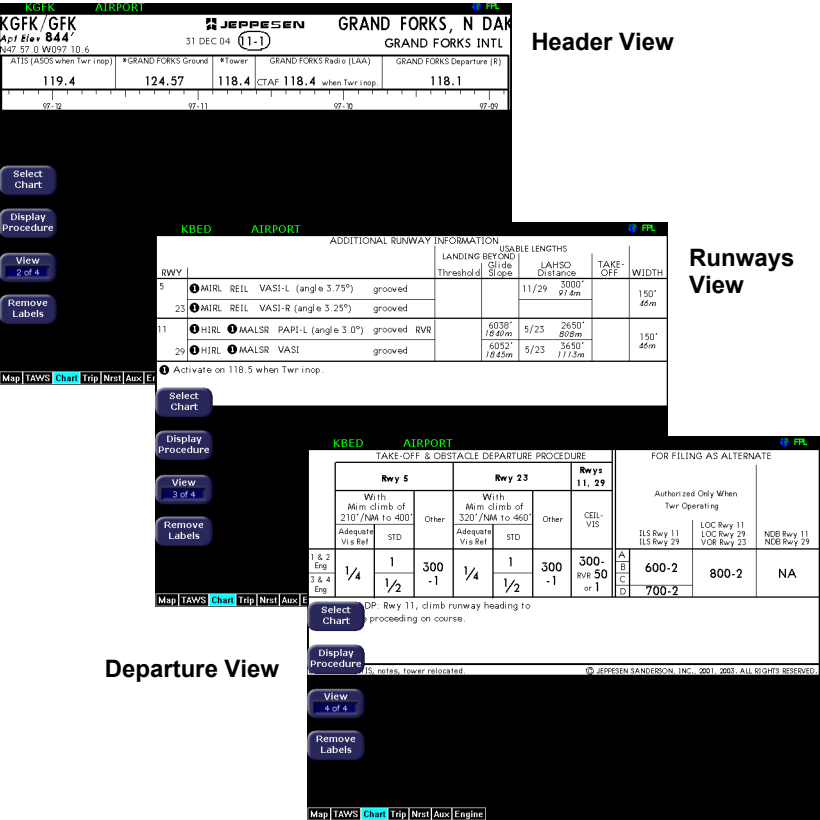 KGFK AIRPORT FPL
KGFK/GFK JEPPESEN GRAND FORKS, N DAK
Apt Elev 844' 31 DEC 04 11-1 GRAND FORKS INTL
N47 57.0 W097 10.6
ATIS (ASOS when Twr inop) *GRAND FORKS Ground *Tower GRAND FORKS Radio (LAA) GRAND FORKS Departure (R)
119.4 124.57 118.4 CTAF 118.4 when Twr inop. 118.1
97-12 97-11 97-10 97-09
Header View
Select
Chart
Display
Procedure
View
2 of 4
Remove
Labels
Map TAWS Chart Trip Nrst Aux
KBED AIRPORT FPL
ADDITIONAL RUNWAY INFORMATION
USABLE LENGTHS
LANDING BEYOND
RWY Threshold Glide Slope LAHSO Distance TAKE-OFF WIDTH
5 1 MIRL REIL VASI-L (angle 3.75°) grooved 11/29 3000' 914m
23 1 MIRL REIL VASI-R (angle 3.25°) grooved
150'
46m
11 1 HIRL 1 MALSR PAPI-L (angle 3.0°) grooved RVR 6038' 1840m 5/23 2650' 808m
29 1 HIRL 1 MALSR VASI grooved 6052' 1845m 5/23 3650' 1113m
150'
46m
1 Activate on 118.5 when Twr inop.
Runways
View
Select
Chart
Display
Procedure
View
3 of 4
Remove
Labels
Map TAWS Chart Trip Nrst Aux
KBED AIRPORT FPL
TAKE-OFF & OBSTACLE DEPARTURE PROCEDURE FOR FILING AS ALTERNATE
Rwy 5 Rwy 23 Rwys 11, 29
With
Mim climb of
210'/NM to 400'
Other
With
Mim climb of
320'/NM to 460'
Other
CEIL-
VIS
Adequate
Vis Ref
STD
Adequate
Vis Ref
STD
Authorized Only When
Twr Operating
ILS Rwy 11
ILS Rwy 29
LOC Rwy 11
LOC Rwy 29
VOR Rwy 23
NDB Rwy 11
NDB Rwy 29
1 & 2
Eng
3 & 4
Eng
1/4 1 1/2 300 -1 1/4 1 1/2 300 -1
300-
RVR 50
or 1
A
B
C
D
600-2
700-2
800-2
NA
DP: Rwy 11, climb runway heading to
proceeding on course.
IS, notes, tower relocated. © JEPPESEN SANDERSON, INC., 2001, 2003. ALL RIGHTS RESERVED.
Departure View
Select
Chart
Display
Procedure
View
4 of 4
Remove
Labels
Map TAWS Chart Trip Nrst Aux Engine